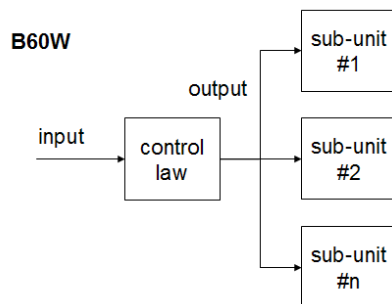 B60W
input
control
law
output
sub-unit
#1
sub-unit
#2
sub-unit
#n